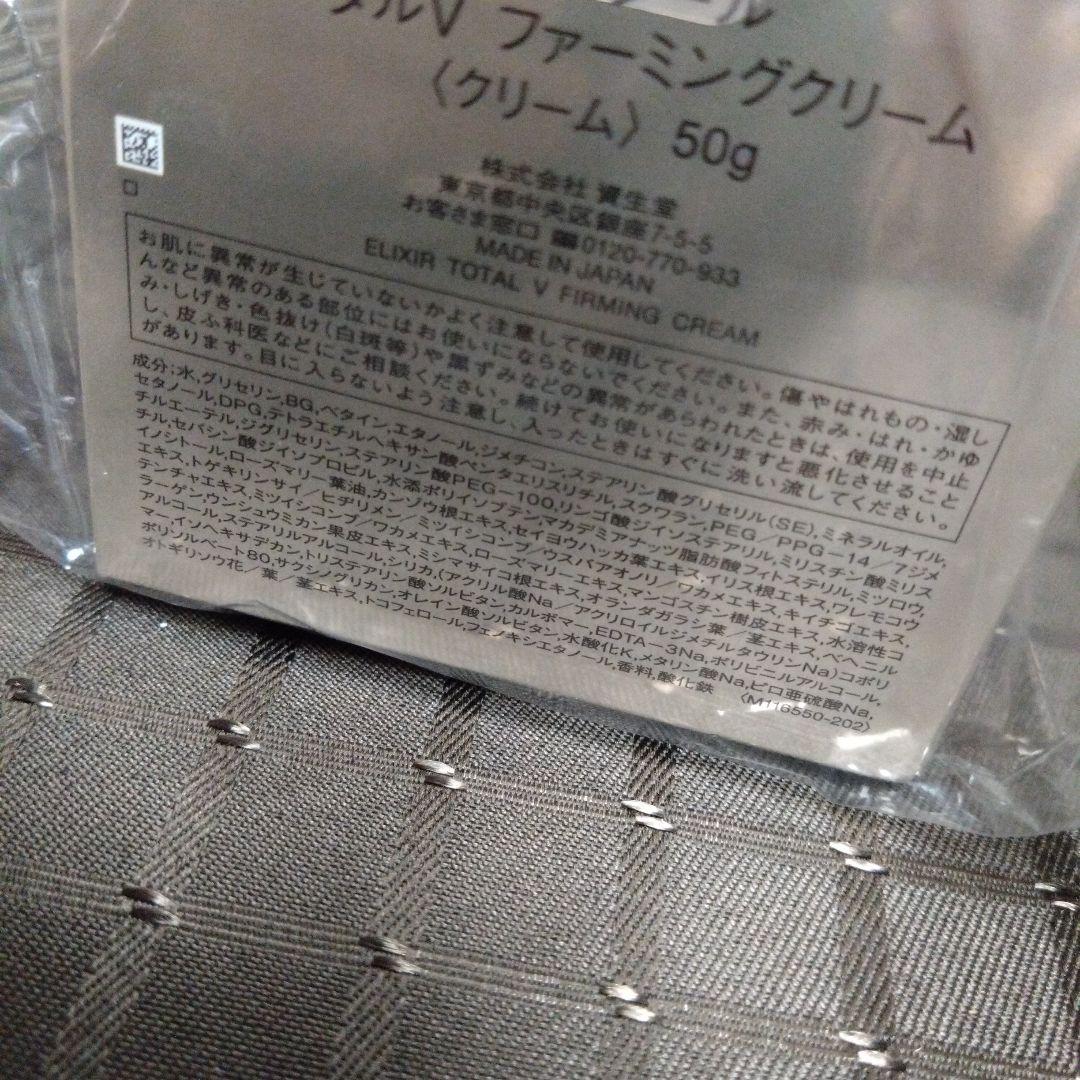 ール
タルV ファーミングクリーム
〈クリーム〉 50g
株式会社 資生堂
東京都中央区銀座7-5-5
お客さま窓口 0120-770-933
MADE IN JAPAN
ELIXIR TOTAL V FIRMING CREAM
お肌に異常が生じていないかよく注意して使用してください。傷やはれもの・湿し
んなど異常のある部位にはお使いにならないでください。また、赤み・はれ・かゆ
み・しげき・色抜け(白斑等)や黒ずみなどの異常があらわれたときは、使用を中止
し、皮ふ科医などにご相談ください。続けてお使いになりますと悪化させること
があります。目に入らないよう注意し、入ったときはすぐに洗い流してください。
成分;水,グリセリン,BG,ベタイン,エタノール,ジメチコン,ステアリン酸グリセリル(SE),ミネラルオイル,
セタノール,DPG,テトラエチルヘキサン酸ペンタエリスリチル,スクワラン,PEG/PPG-14/7ジメ
チルエーテル,ジグリセリン,ステアリン酸PEG-100,リンゴ酸ジイソステアリル,ミリスチン酸ミリス
チル,セバシン酸ジイソプロピル,水添ポリイソブテン,マカデミアナッツ脂肪酸フィトステリル,ミツロウ,
イノシトール,ローズマリー葉油,カンゾウ根エキス,セイヨウハッカ葉エキス,イリス根エキス,ワレモコウ
エキス,トゲキリンサイ/ヒヂリメン/ミツイシコンブ/ウスバアオノリ/ワカメエキス,キイチゴエキス,
テンチャエキス,ミツイシコンブ/ワカメエキス,ローズマリーエキス,マンゴスチン樹皮エキス,水溶性コ
ラーゲン,ウンシュウミカン果皮エキス,ミシマサイコ根エキス,オランダガラシ葉/茎エキス,ベヘニル
アルコール,ステアリルアルコール,シリカ,(アクリル酸Na/アクリロイルジメチルタウリンNa)コポリ
マー,イソヘキサデカン,トリステアリン酸ソルビタン,カルボマー,EDTA-3Na,ポリビニルアルコール,
ポリソルベート80,サクシノグリカン,オレイン酸ソルビタン,水酸化K,メタリン酸Na,ピロ亜硫酸Na,
オトギリソウ花/葉/茎エキス,トコフェロール,フェノキシエタノール,香料,酸化鉄 〈M116550-202〉